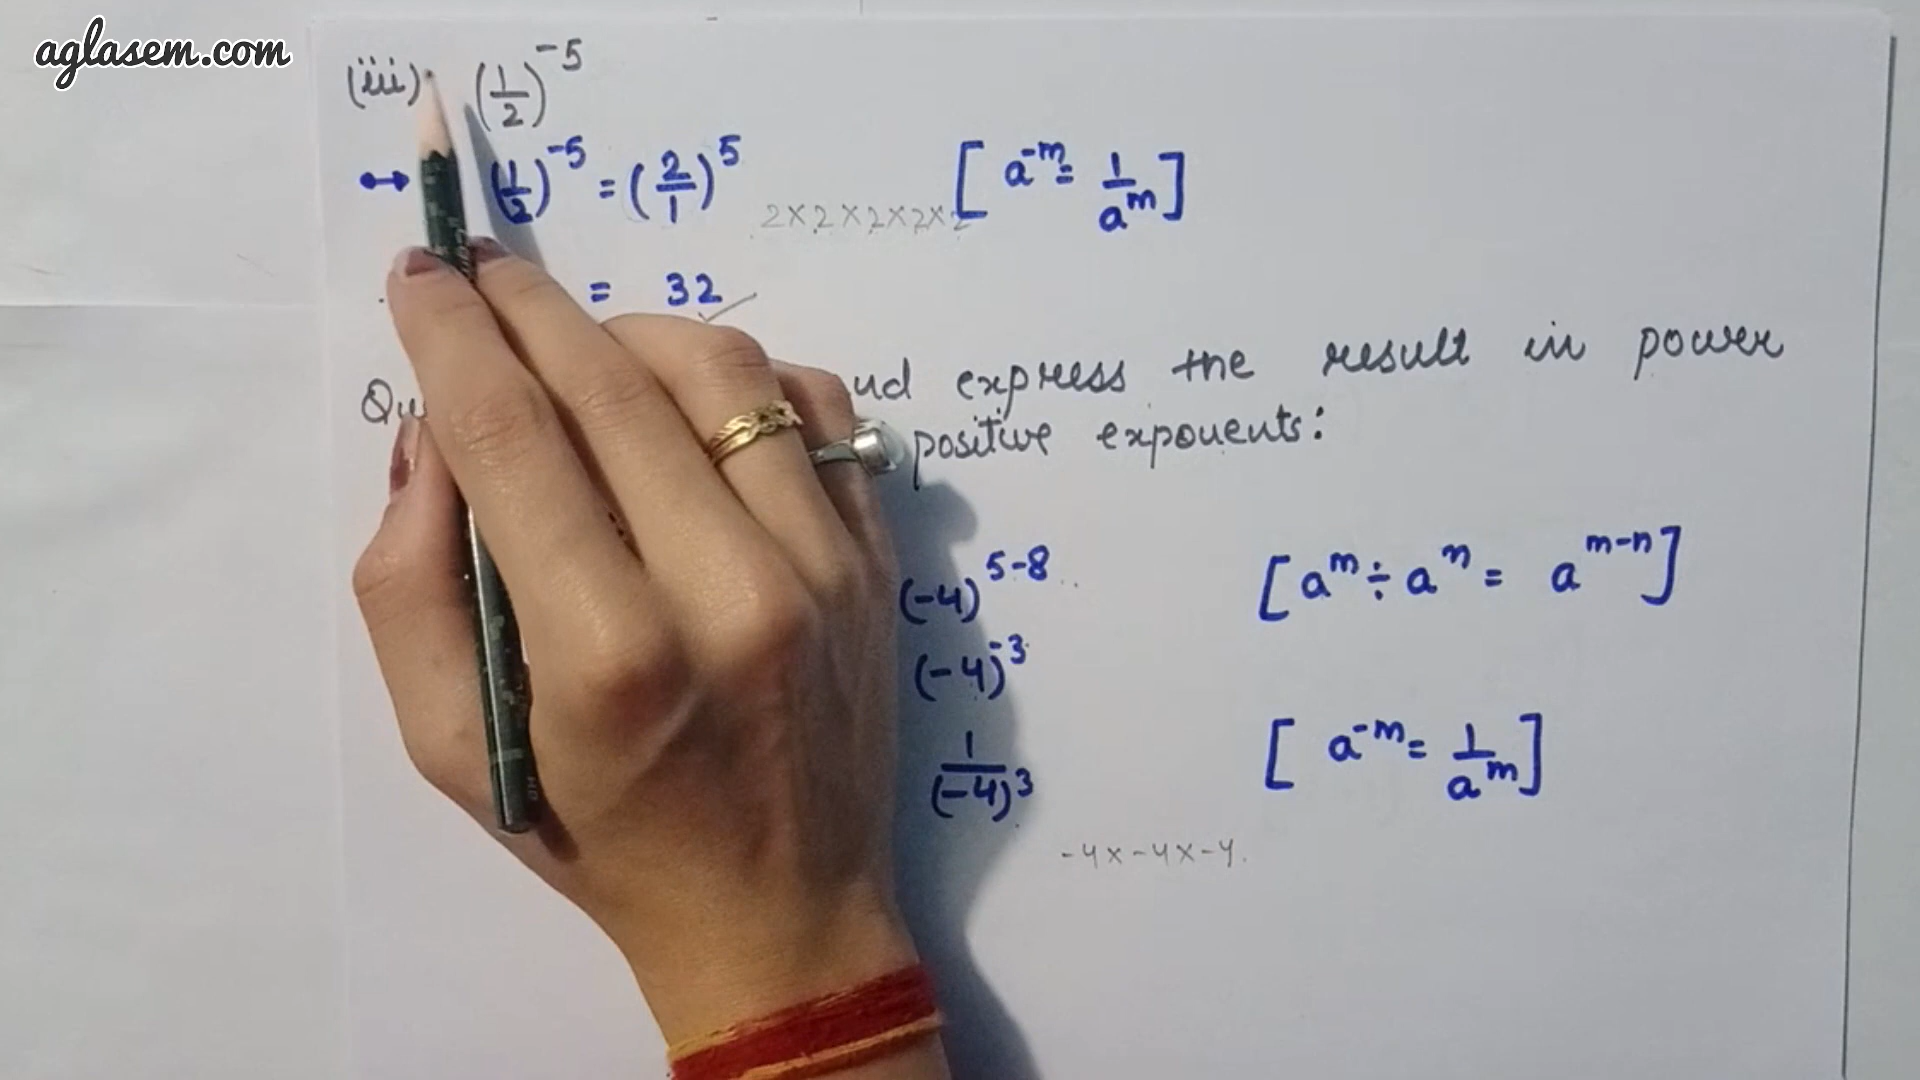 aglasem.com
(iii) (1/2)^-5
(1/2)^-5 = (2/1)^5 [a^-m = 1/a^m]
2×2×2×2×2
= 32
express the result in power
positive exponents:
(-4)^5-8 [a^m ÷ a^n = a^m-n]
(-4)^-3
1/(-4)^3 [a^-m = 1/a^m]
-4×-4×-4.